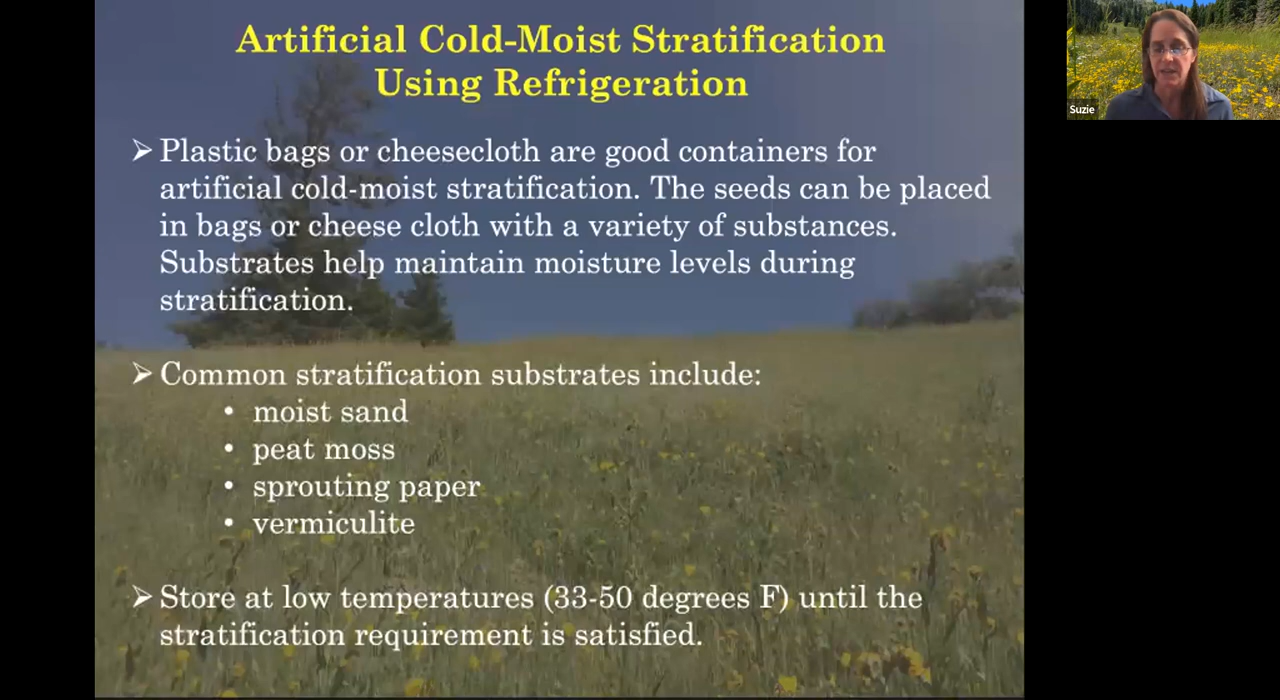 Artificial Cold-Moist Stratification
Using Refrigeration
➢ Plastic bags or cheesecloth are good containers for
artificial cold-moist stratification. The seeds can be placed
in bags or cheese cloth with a variety of substances.
Substrates help maintain moisture levels during
stratification.
➢ Common stratification substrates include:
• moist sand
• peat moss
• sprouting paper
• vermiculite
➢ Store at low temperatures (33-50 degrees F) until the
stratification requirement is satisfied.
Suzie